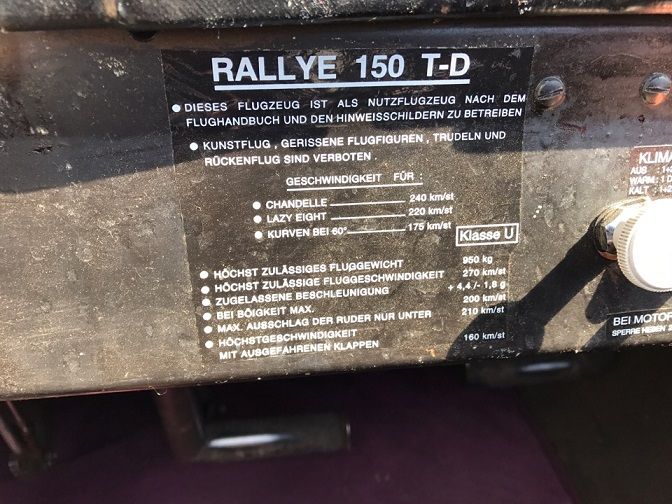 RALLYE 150 T-D
● DIESES FLUGZEUG IST ALS NUTZFLUGZEUG NACH DEM
FLUGHANDBUCH UND DEN HINWEISSCHILDERN ZU BETREIBEN
● KUNSTFLUG , GERISSENE FLUGFIGUREN , TRUDELN UND
RÜCKENFLUG SIND VERBOTEN .
GESCHWINDIGKEIT FÜR :
● CHANDELLE 240 km/st
● LAZY EIGHT 220 km/st
● KURVEN BEI 60° 175 km/st
Klasse U
● HÖCHST ZULÄSSIGES FLUGGEWICHT 950 kg
● HÖCHST ZULÄSSIGE FLUGGESCHWINDIGKEIT 270 km/st
● ZUGELASSENE BESCHLEUNIGUNG + 4,4 / - 1,8 g
● BEI BÖIGKEIT MAX. 200 km/st
● MAX. AUSSCHLAG DER RUDER NUR UNTER 210 km/st
● HÖCHSTGESCHWINDIGKEIT
MIT AUSGEFAHRENEN KLAPPEN 160 km/st
KLIMA
AUS
WARM
KALT
BEI MOTOR